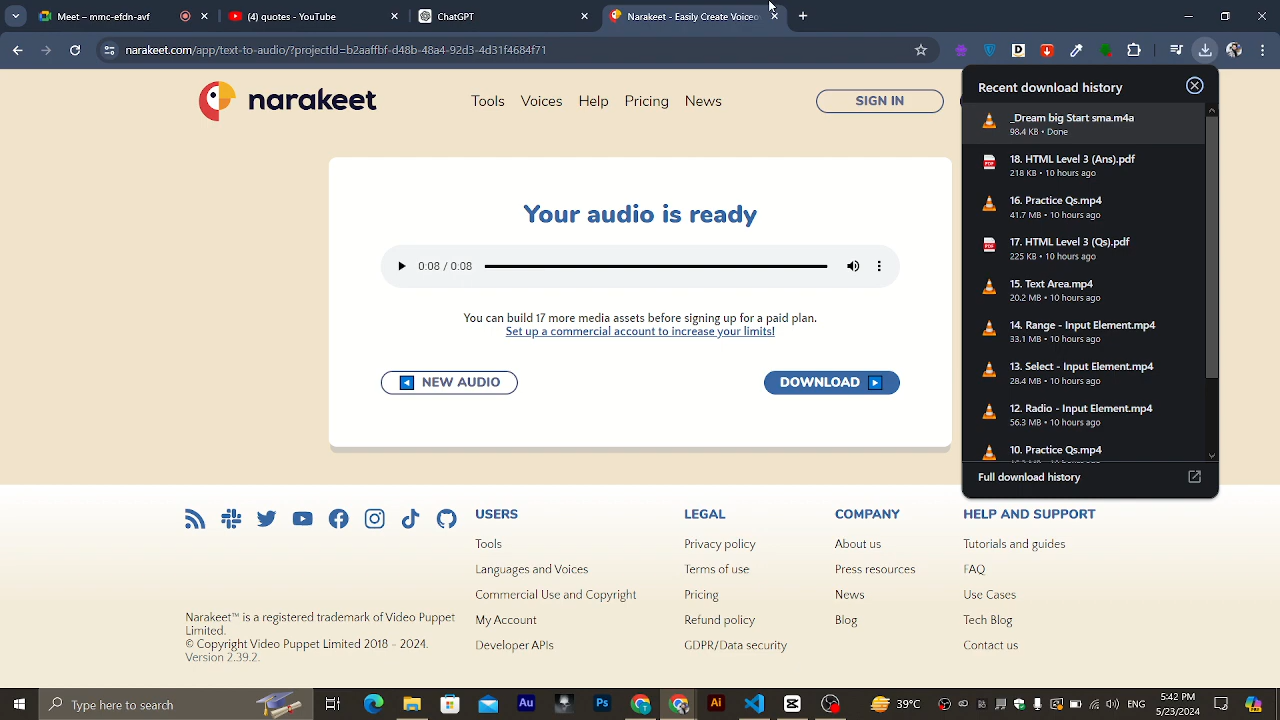 Meet – mmc-ctdn-avf
(4) quotes - YouTube
ChatGPT
Narakeet - Easily Create Voiceo
narakeet.com/app/text-to-audio/?projectId=b2aaffbf-d48b-48a4-92d3-4d31f4684f71
narakeet
Tools
Voices
Help
Pricing
News
SIGN IN
Your audio is ready
0:08 / 0:08
You can build 17 more media assets before signing up for a paid plan.
Set up a commercial account to increase your limits!
NEW AUDIO
DOWNLOAD
Recent download history
_Dream big Start sma.m4a
98.4 KB • Done
18. HTML Level 3 (Ans).pdf
218 KB • 10 hours ago
16. Practice Qs.mp4
41.7 MB • 10 hours ago
17. HTML Level 3 (Qs).pdf
225 KB • 10 hours ago
15. Text Area.mp4
20.2 MB • 10 hours ago
14. Range - Input Element.mp4
33.1 MB • 10 hours ago
13. Select - Input Element.mp4
28.4 MB • 10 hours ago
12. Radio - Input Element.mp4
56.3 MB • 10 hours ago
10. Practice Qs.mp4
Full download history
USERS
Tools
Languages and Voices
Commercial Use and Copyright
My Account
Developer APIs
LEGAL
Privacy policy
Terms of use
Pricing
Refund policy
GDPR/Data security
COMPANY
About us
Press resources
News
Blog
HELP AND SUPPORT
Tutorials and guides
FAQ
Use Cases
Tech Blog
Contact us
Narakeet™ is a registered trademark of Video Puppet
Limited.
© Copyright Video Puppet Limited 2018 - 2024.
Version 2.39.2.
Type here to search
Au
Ps
Ai
39°C
ENG
5:42 PM
5/23/2024